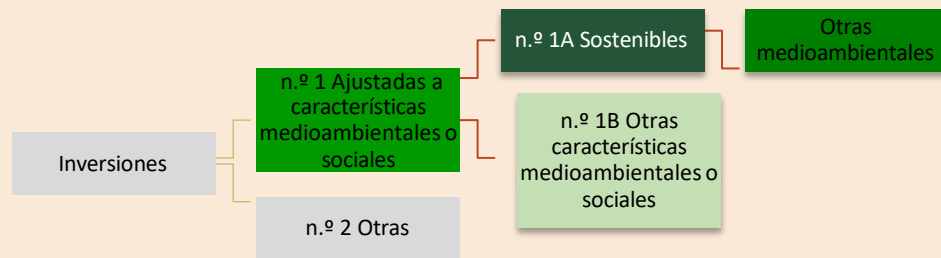 Inversiones
n.º 1 Ajustadas a
características
medioambientales o
sociales
n.º 2 Otras
n.º 1A Sostenibles
n.º 1B Otras
características
medioambientales o
sociales
Otras
medioambientales